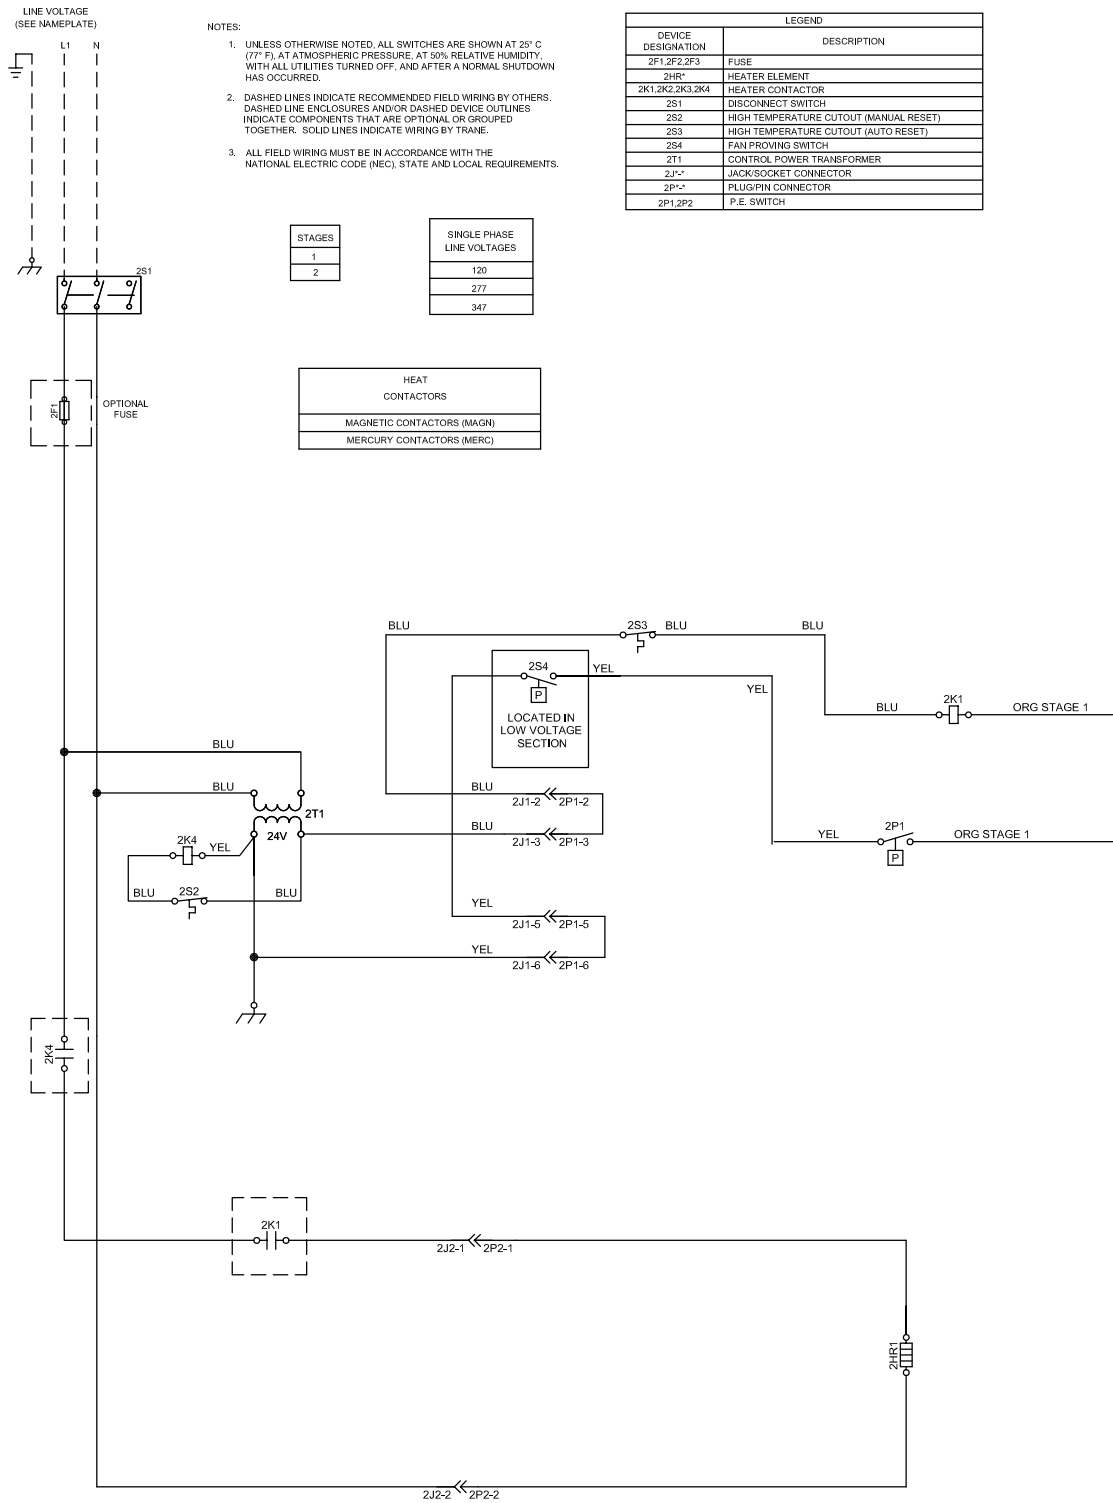 LINE VOLTAGE
(SEE NAMEPLATE)
L1 N
NOTES:
1. UNLESS OTHERWISE NOTED, ALL SWITCHES ARE SHOWN AT 25° C
(77° F), AT ATMOSPHERIC PRESSURE, AT 50% RELATIVE HUMIDITY,
WITH ALL UTILITIES TURNED OFF, AND AFTER A NORMAL SHUTDOWN
HAS OCCURRED.
2. DASHED LINES INDICATE RECOMMENDED FIELD WIRING BY OTHERS.
DASHED LINE ENCLOSURES AND/OR DASHED DEVICE OUTLINES
INDICATE COMPONENTS THAT ARE OPTIONAL OR GROUPED
TOGETHER. SOLID LINES INDICATE WIRING BY TRANE.
3. ALL FIELD WIRING MUST BE IN ACCORDANCE WITH THE
NATIONAL ELECTRIC CODE (NEC), STATE AND LOCAL REQUIREMENTS.
LEGEND
DEVICE
DESIGNATION
DESCRIPTION
2F1,2F2,2F3 FUSE
2HR* HEATER ELEMENT
2K1,2K2,2K3,2K4 HEATER CONTACTOR
2S1 DISCONNECT SWITCH
2S2 HIGH TEMPERATURE CUTOUT (MANUAL RESET)
2S3 HIGH TEMPERATURE CUTOUT (AUTO RESET)
2S4 FAN PROVING SWITCH
2T1 CONTROL POWER TRANSFORMER
2J*-* JACK/SOCKET CONNECTOR
2P*-* PLUG/PIN CONNECTOR
2P1,2P2 P.E. SWITCH
STAGES
1
2
SINGLE PHASE
LINE VOLTAGES
120
277
347
2S1
HEAT
CONTACTORS
MAGNETIC CONTACTORS (MAGN)
MERCURY CONTACTORS (MERC)
2F1
OPTIONAL
FUSE
BLU 2S3 BLU BLU
2S4 YEL
P
LOCATED IN
LOW VOLTAGE
SECTION
YEL
BLU 2K1 ORG STAGE 1
BLU
BLU
2T1
24V
BLU
2J1-2 2P1-2
BLU
2J1-3 2P1-3
YEL 2P1 ORG STAGE 1
P
2K4 YEL
BLU 2S2 BLU
YEL
2J1-5 2P1-5
YEL
2J1-6 2P1-6
2K4
2K1
2J2-1 2P2-1
2HR1
2J2-2 2P2-2